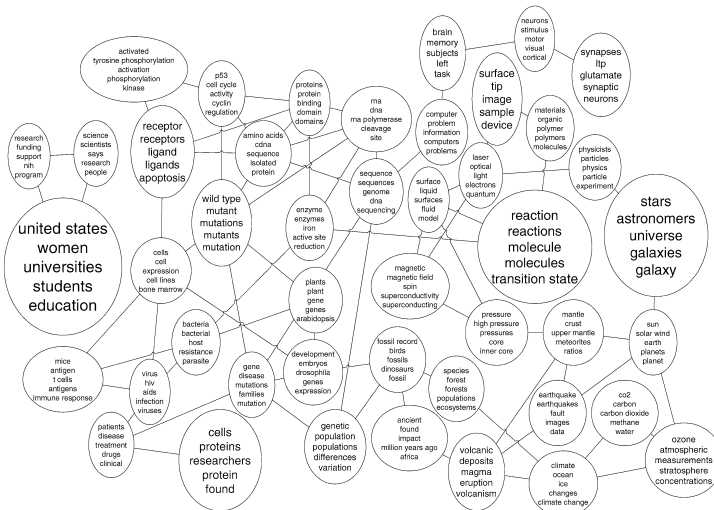 activated
tyrosine phosphorylation
activation
phosphorylation
kinase
p53
cell cycle
activity
cyclin
regulation
proteins
protein
binding
domain
domains
rna
dna
rna polymerase
cleavage
site
brain
memory
subjects
left
task
neurons
stimulus
motor
visual
cortical
synapses
ltp
glutamate
synaptic
neurons
surface
tip
image
sample
device
research
funding
support
nih
program
science
scientists
says
research
people
receptor
receptors
ligand
ligands
apoptosis
amino acids
cdna
sequence
isolated
protein
computer
problem
information
computers
problems
materials
organic
polymer
polymers
molecules
laser
optical
light
electrons
quantum
physicists
particles
physics
particle
experiment
sequence
sequences
genome
dna
sequencing
surface
liquid
surfaces
fluid
model
wild type
mutant
mutations
mutants
mutation
enzyme
enzymes
iron
active site
reduction
united states
women
universities
students
education
reaction
reactions
molecule
molecules
transition state
stars
astronomers
universe
galaxies
galaxy
cells
cell
expression
cell lines
bone marrow
plants
plant
gene
genes
arabidopsis
magnetic
magnetic field
spin
superconductivity
superconducting
bacteria
bacterial
host
resistance
parasite
pressure
high pressure
pressures
core
inner core
mantle
crust
upper mantle
meteorites
ratios
sun
solar wind
earth
planets
planet
mice
antigen
t cells
antigens
immune response
virus
hiv
aids
infection
viruses
gene
disease
mutations
families
mutation
development
embryos
drosophila
genes
expression
fossil record
birds
fossils
dinosaurs
fossil
species
forest
forests
populations
ecosystems
earthquake
earthquakes
fault
images
data
co2
carbon
carbon dioxide
methane
water
patients
disease
treatment
drugs
clinical
cells
proteins
researchers
protein
found
genetic
population
populations
differences
variation
ancient
found
impact
million years ago
africa
volcanic
deposits
magma
eruption
volcanism
climate
ocean
ice
changes
climate change
ozone
atmospheric
measurements
stratosphere
concentrations